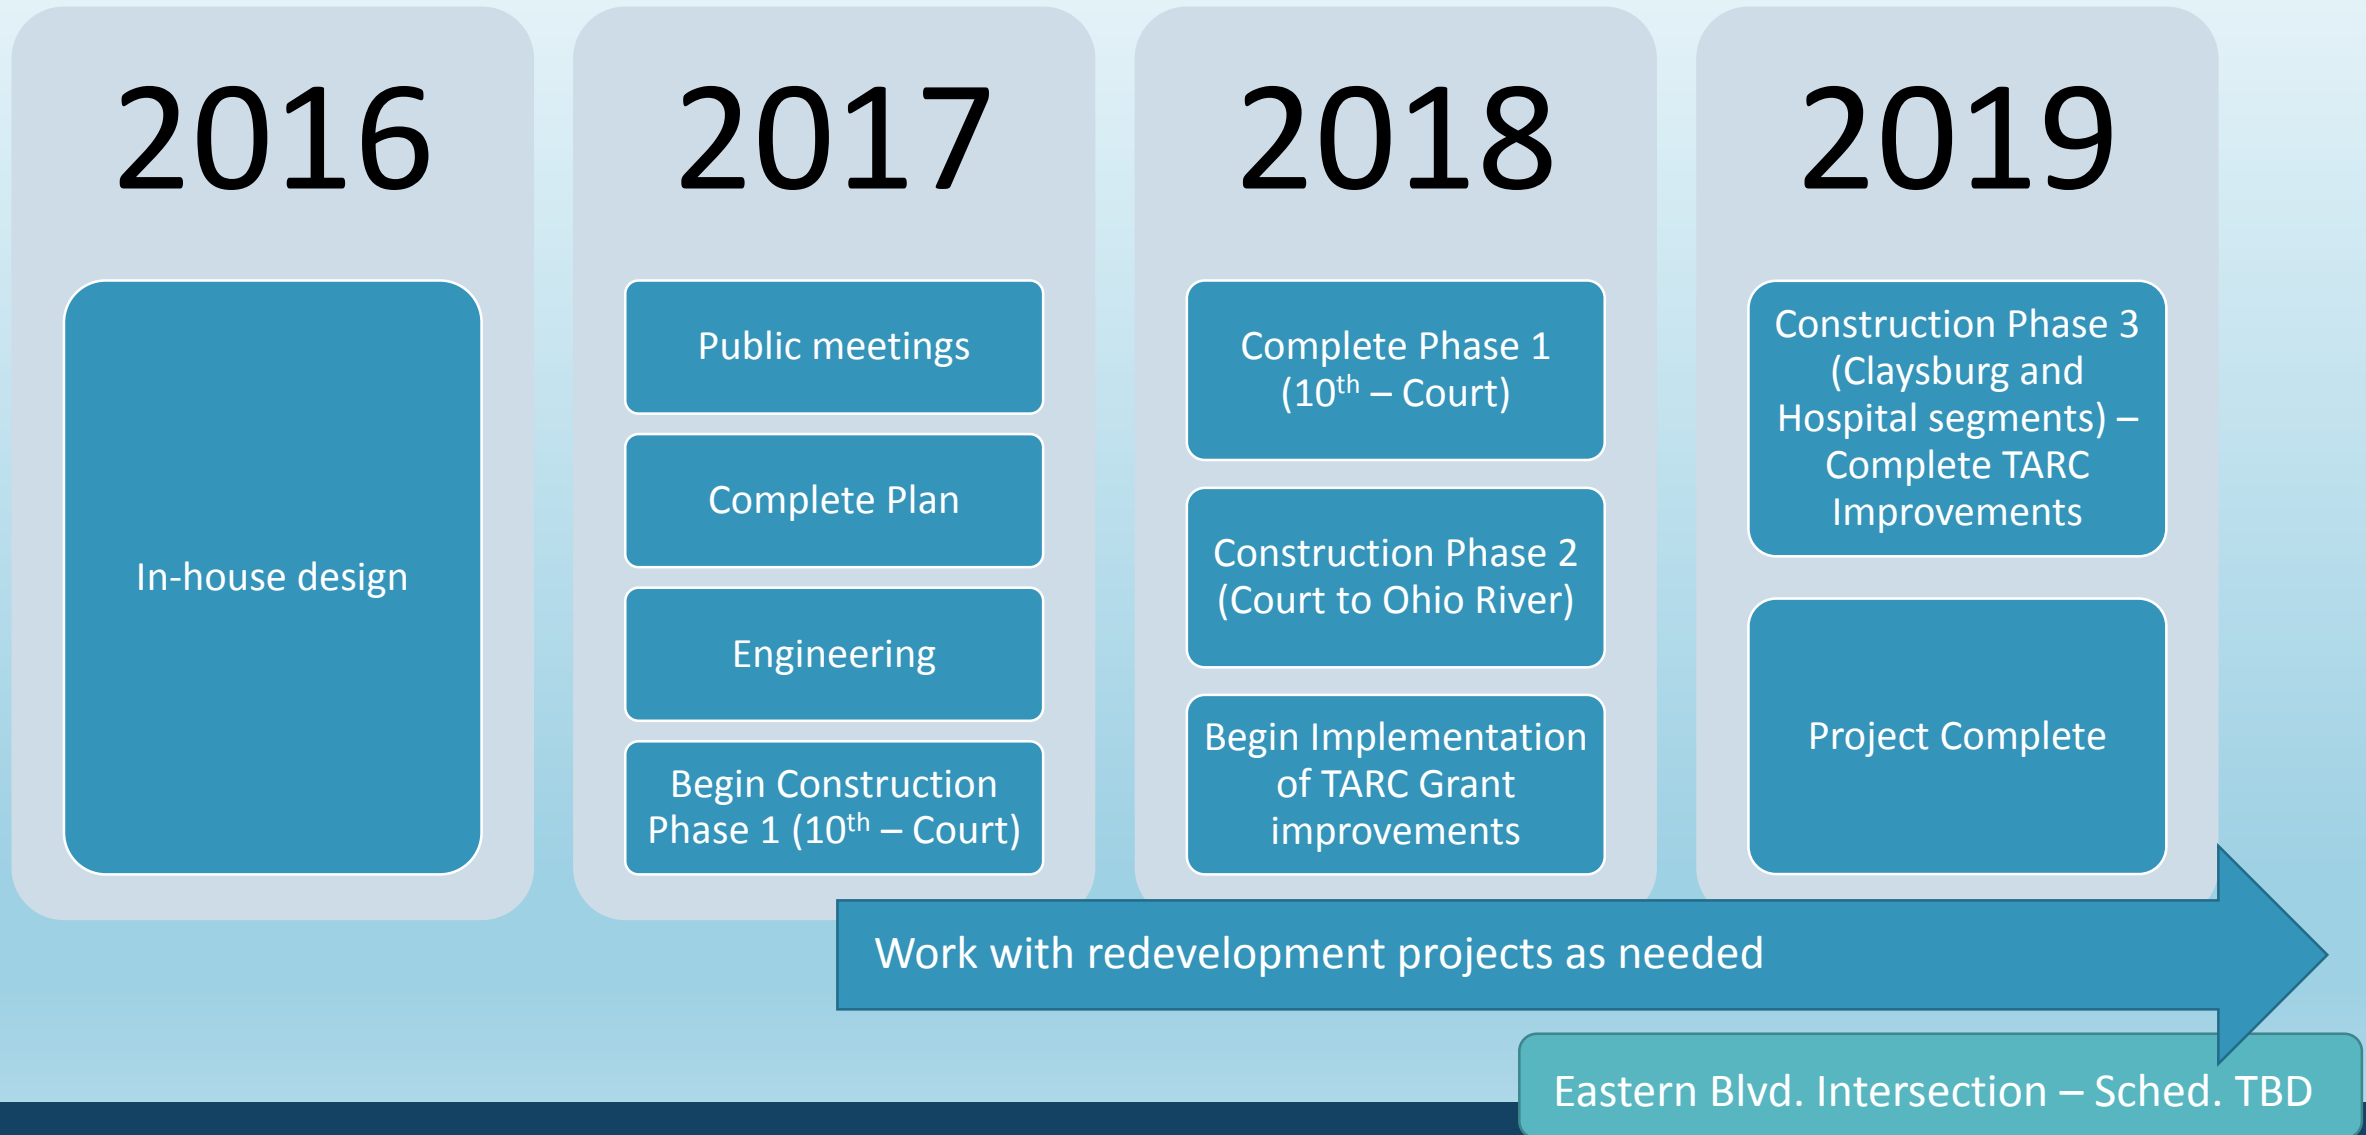 2016
In-house design
2017
Public meetings
Complete Plan
Engineering
Begin Construction
Phase 1 (10th – Court)
2018
Complete Phase 1
(10th – Court)
Construction Phase 2
(Court to Ohio River)
Begin Implementation
of TARC Grant
improvements
2019
Construction Phase 3
(Claysburg and
Hospital segments) –
Complete TARC
Improvements
Project Complete
Work with redevelopment projects as needed
Eastern Blvd. Intersection – Sched. TBD